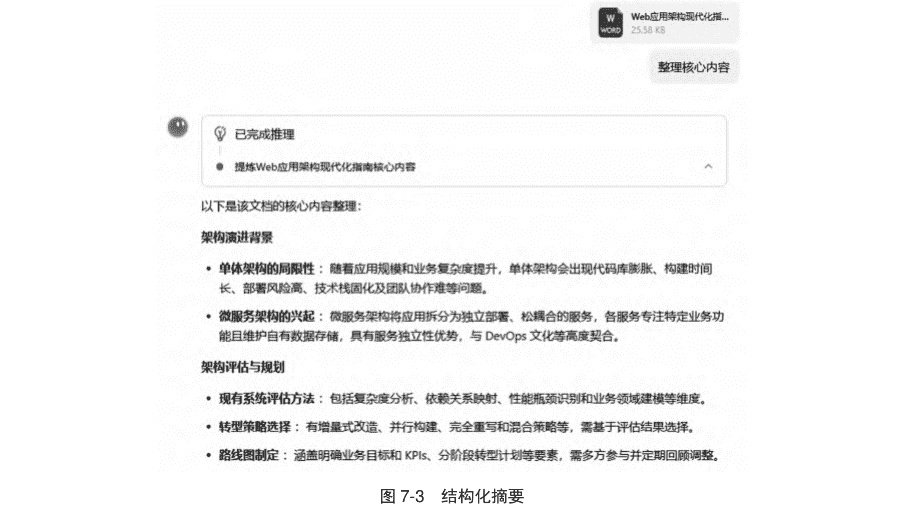 W
WORD
Web应用架构现代化指...
25.58 KB
整理核心内容
已完成推理
提炼Web应用架构现代化指南核心内容
以下是该文档的核心内容整理：
架构演进背景
• 单体架构的局限性： 随着应用规模和业务复杂度提升，单体架构会出现代码库膨胀、构建时间
长、部署风险高、技术栈固化及团队协作难等问题。
• 微服务架构的兴起： 微服务架构将应用拆分为独立部署、松耦合的服务，各服务专注特定业务功
能且维护自有数据存储，具有服务独立性优势，与 DevOps 文化等高度契合。
架构评估与规划
• 现有系统评估方法： 包括复杂度分析、依赖关系映射、性能瓶颈识别和业务领域建模等维度。
• 转型策略选择： 有增量式改造、并行构建、完全重写和混合策略等，需基于评估结果选择。
• 路线图制定： 涵盖明确业务目标和 KPIs、分阶段转型计划等要素，需多方参与并定期回顾调整。
图 7-3 结构化摘要